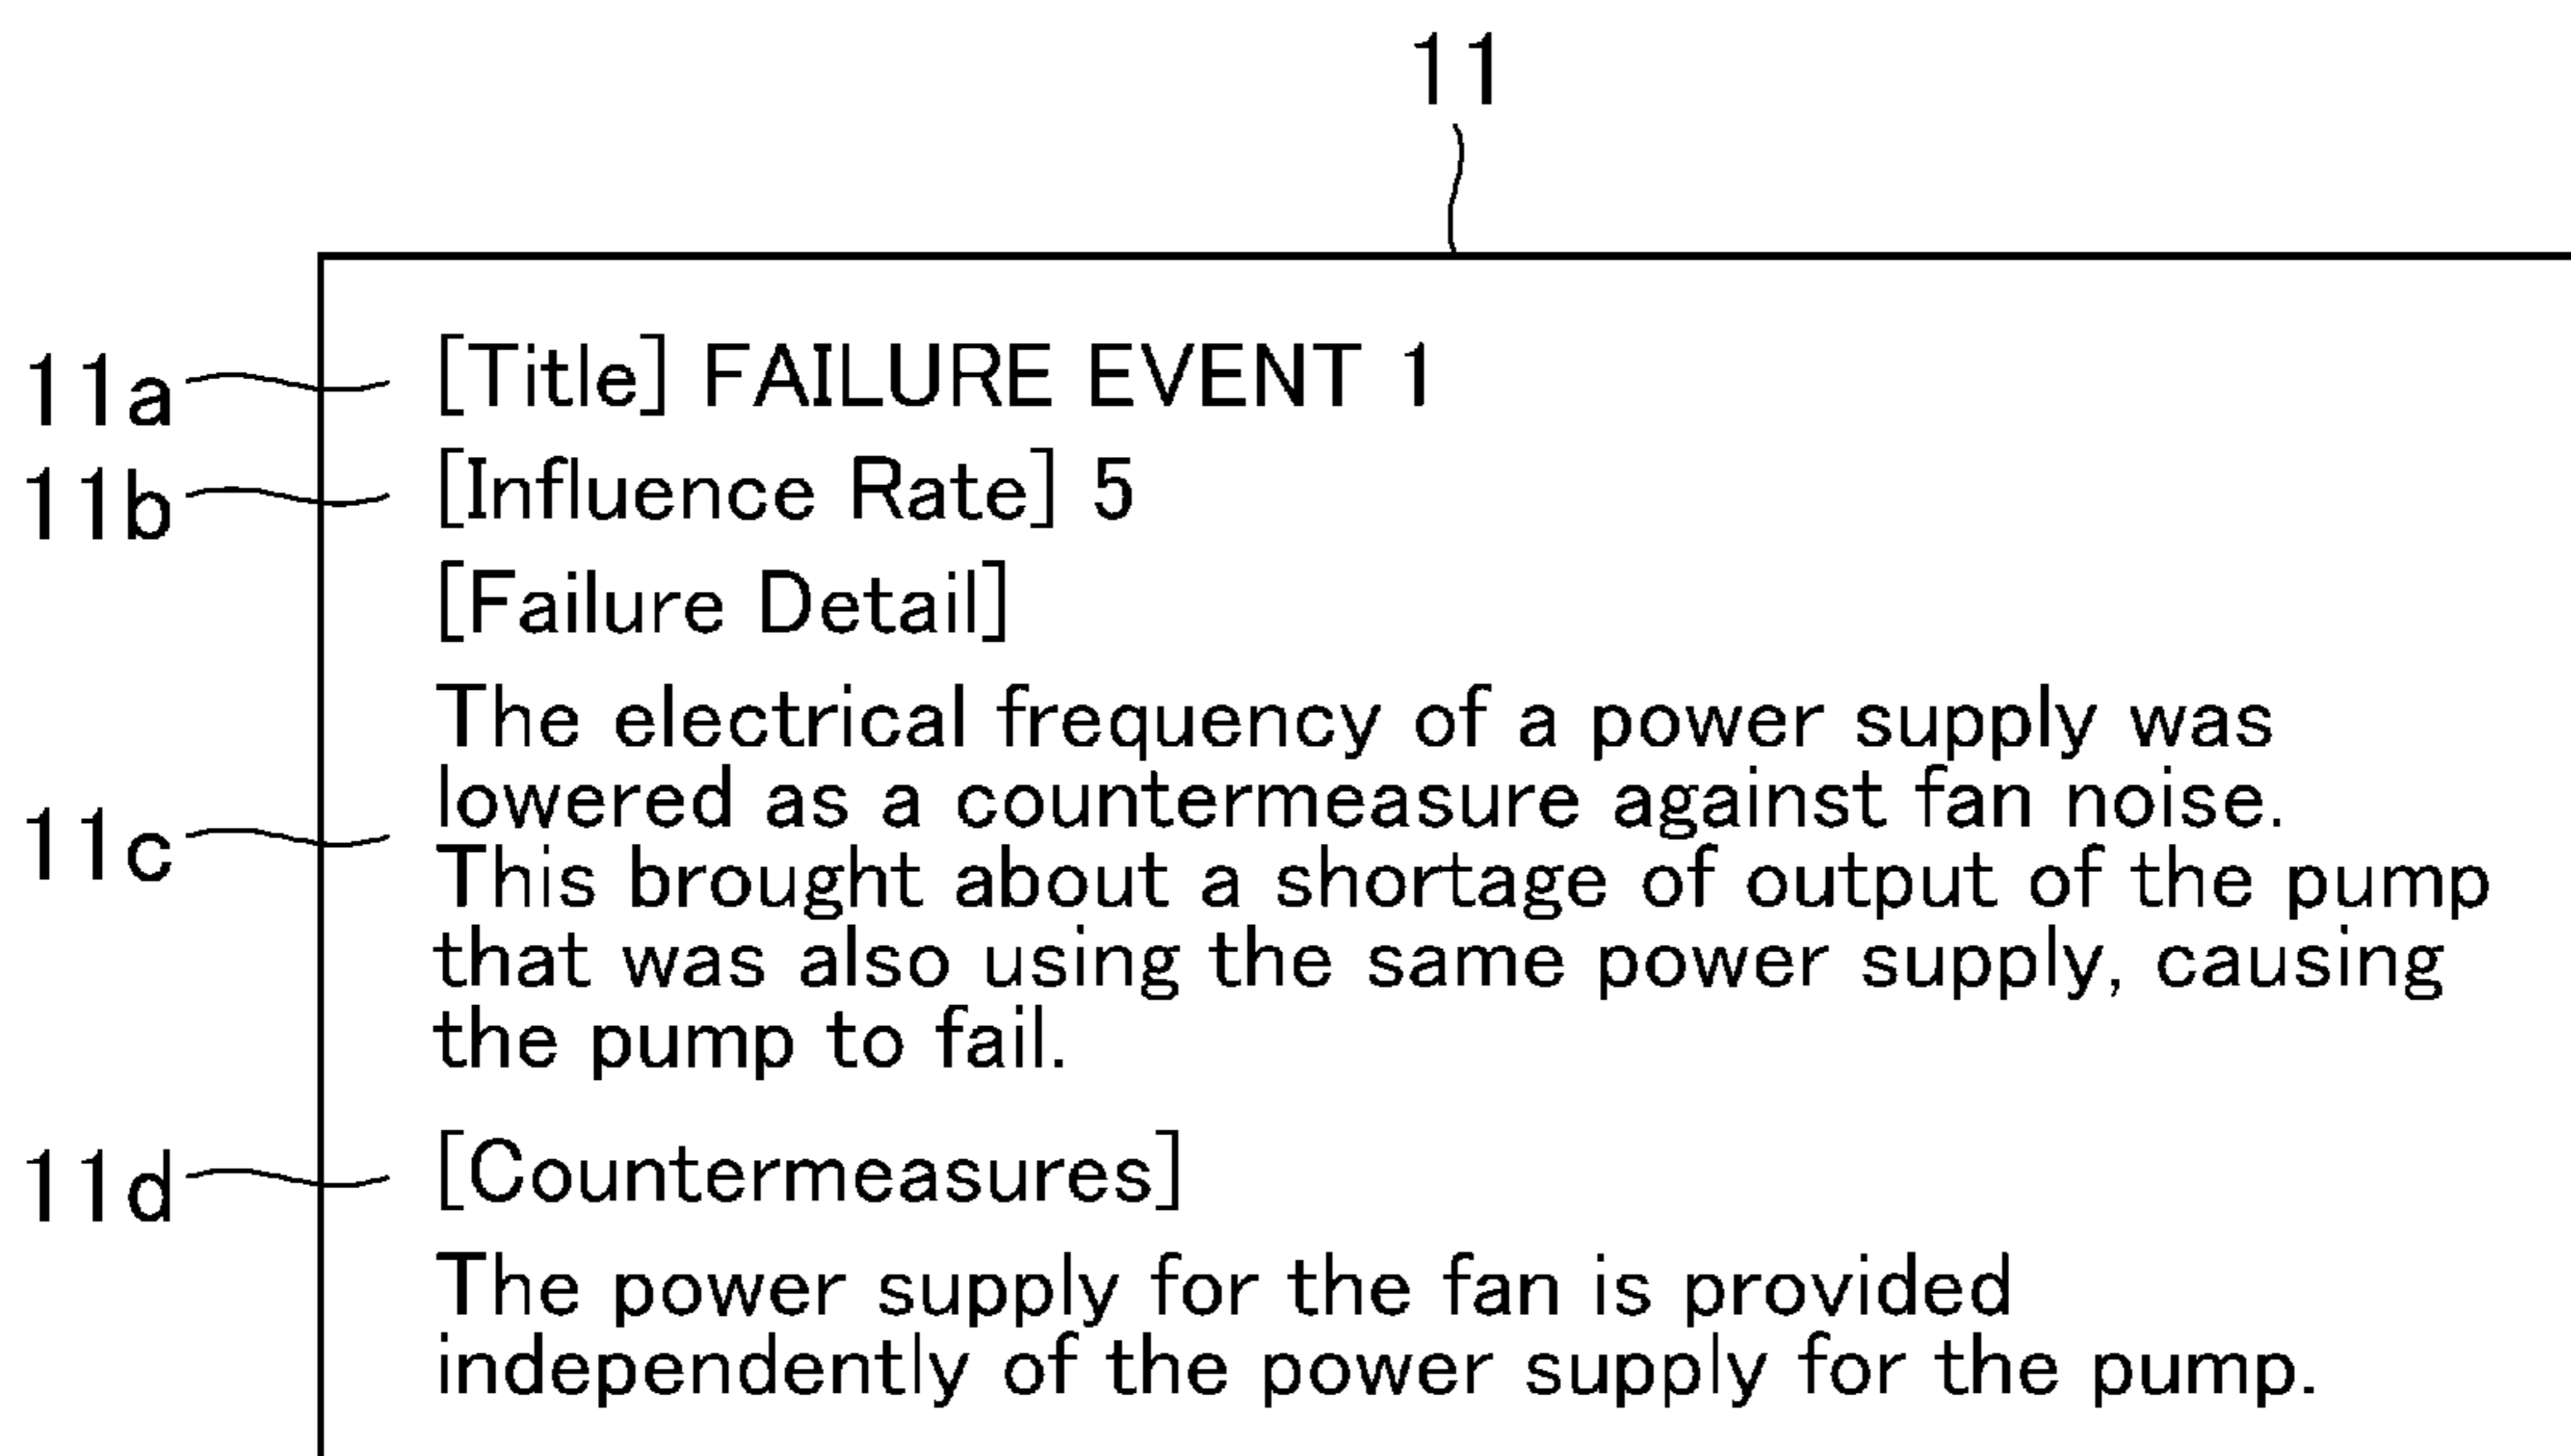 11
11a [Title] FAILURE EVENT 1
11b [Influence Rate] 5
[Failure Detail]
The electrical frequency of a power supply was
lowered as a countermeasure against fan noise.
11c
This brought about a shortage of output of the pump
that was also using the same power supply, causing
the pump to fail.
11d [Countermeasures]
The power supply for the fan is provided
independently of the power supply for the pump.